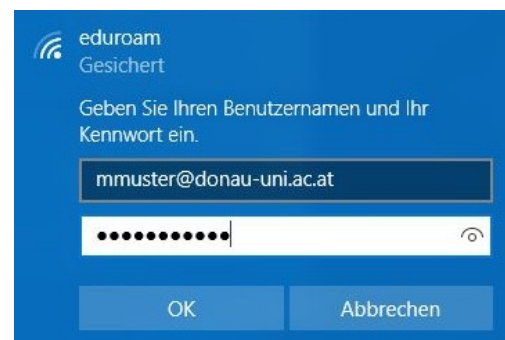 eduroam
Gesichert
Geben Sie Ihren Benutzernamen und Ihr
Kennwort ein.
mmuster@donau-uni.ac.at
●●●●●●●●●●●
OK
Abbrechen